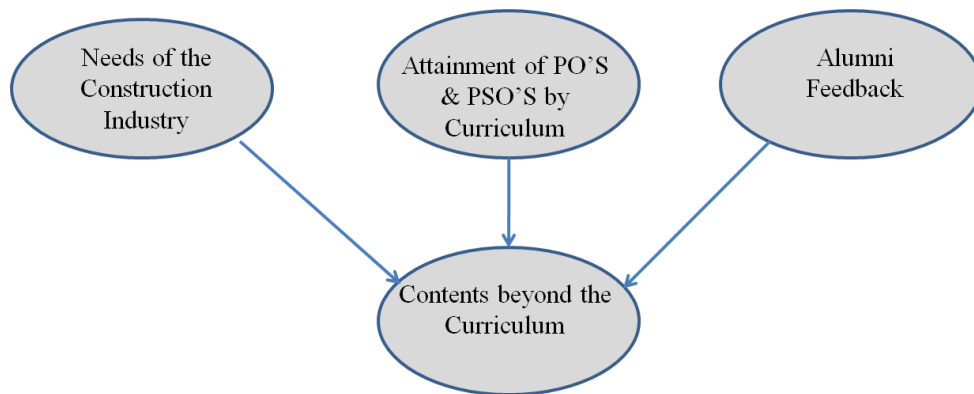 Needs of the
Construction
Industry
Attainment of PO’S
& PSO’S by
Curriculum
Alumni
Feedback
Contents beyond the
Curriculum